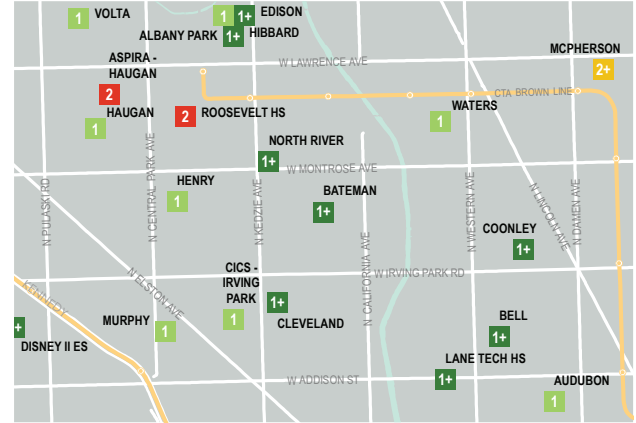 1 VOLTA
1 1+ EDISON
ALBANY PARK 1+ HIBBARD
W LAWRENCE AVE
MCPHERSON
2+
ASPIRA -
HAUGAN
2
CTA BROWN LINE
HAUGAN
1
2 ROOSEVELT HS
WATERS
1
NORTH RIVER
1+
W MONTROSE AVE
N PULASKI RD
N CENTRAL PARK AVE
N KEDZIE AVE
N CALIFORNIA AVE
N WESTERN AVE
N LINCOLN AVE
N DAMEN AVE
HENRY
1
BATEMAN
1+
COONLEY
1+
CICS -
IRVING
PARK
1
W IRVING PARK RD
KENNEDY
N ELSTON AVE
1+
CLEVELAND
MURPHY 1
+
DISNEY II ES
BELL
1+
LANE TECH HS
1+
W ADDISON ST
AUDUBON
1